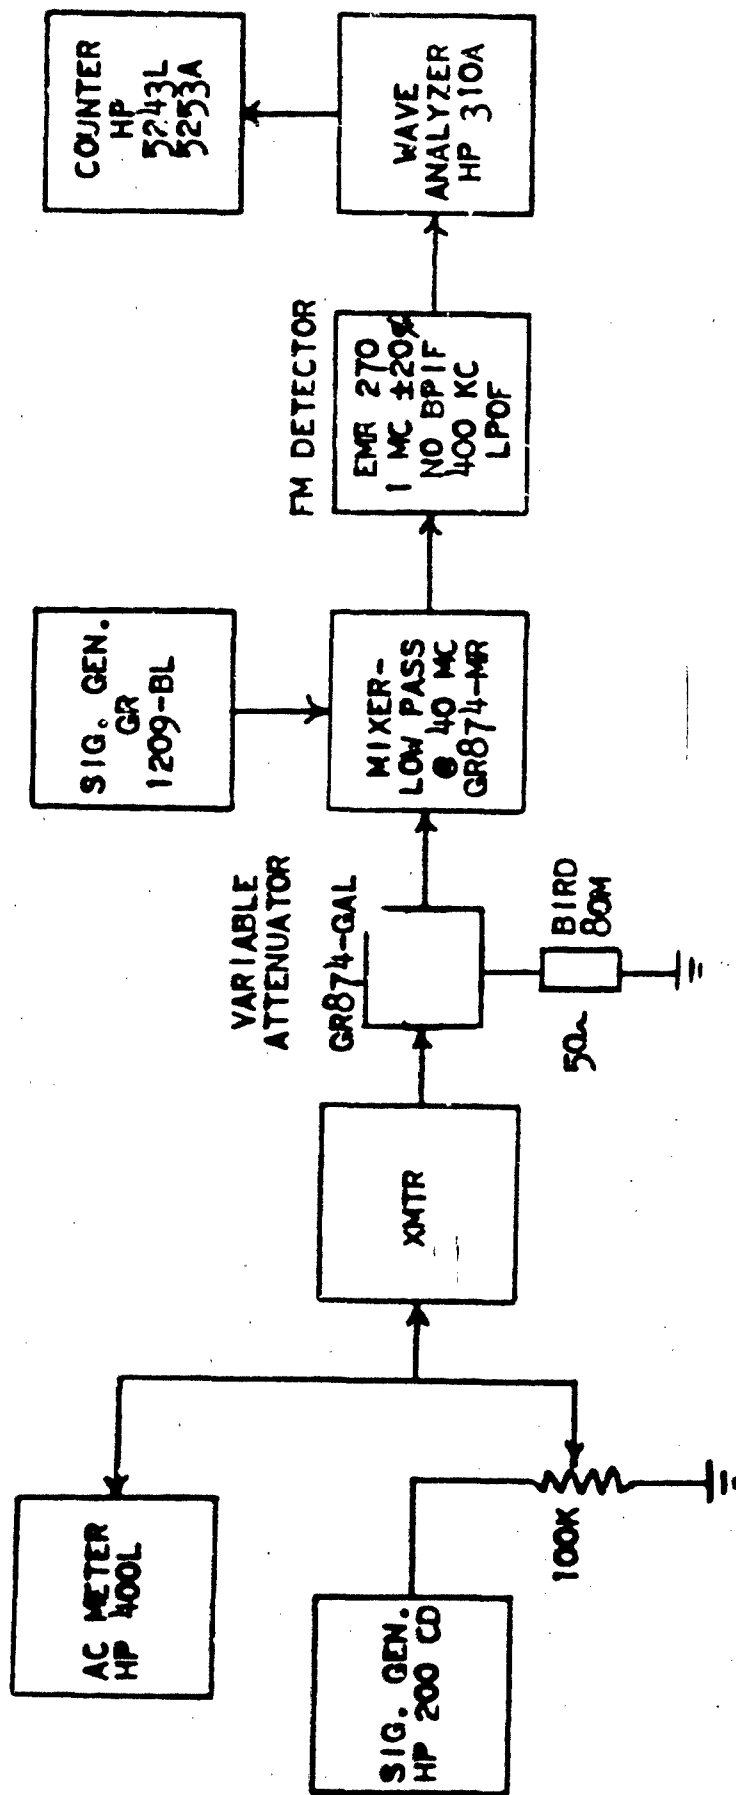 AC METER
HP 400L
SIG. GEN.
HP 200 CD
100K
XMTR
VARIABLE
ATTENUATOR
GR874-GAL
50Ω
BIRD
80M
SIG. GEN.
GR
1209-BL
MIXER-
LOW PASS
@ 40 MC
GR874-MR
FM DETECTOR
EMR 270
1 MC ±20%
NO BPIF
400 KC
LPOF
WAVE
ANALYZER
HP 310A
COUNTER
HP
5243L
5253A